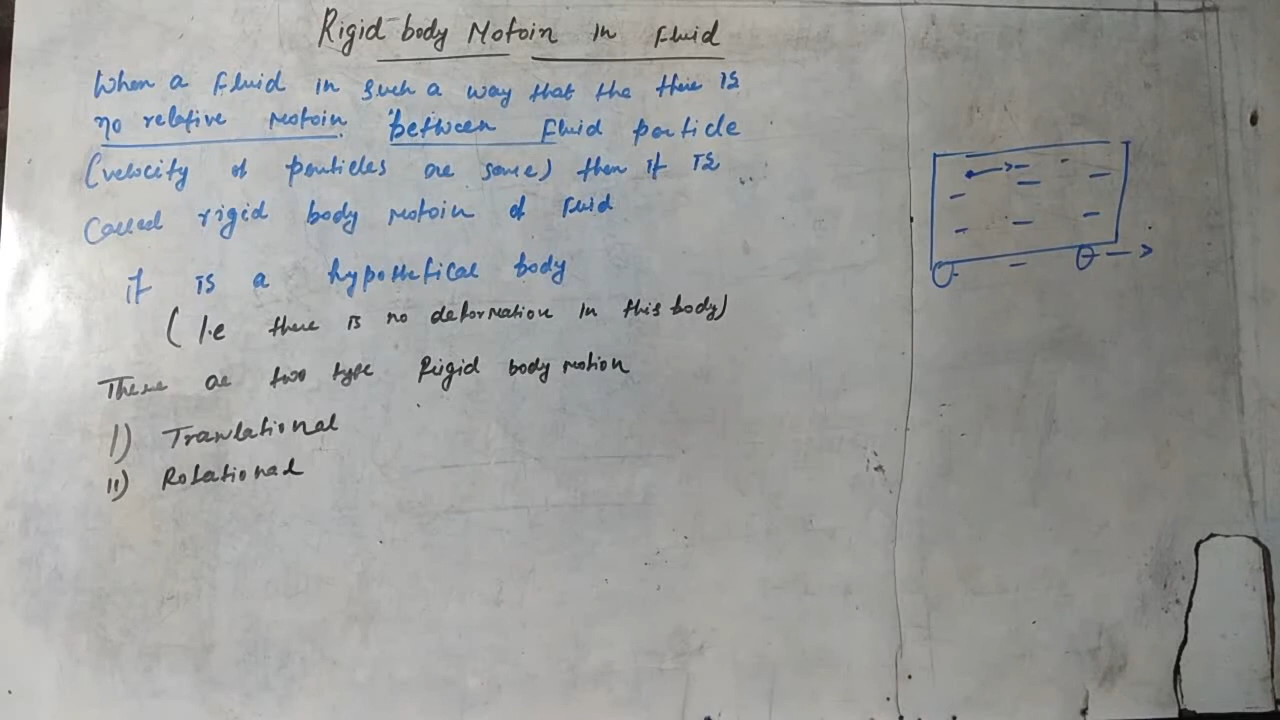 Rigid body Motoin in Fluid
When a Fluid in such a way that the there is
no relative motoin between Fluid particle
(velocity of particles are same) then it is
Called rigid body motoin of Fluid
it is a hypothetical body
( I.e there is no deformation in this body)
There are two type Rigid body motion
I) Translational
II) Rotational